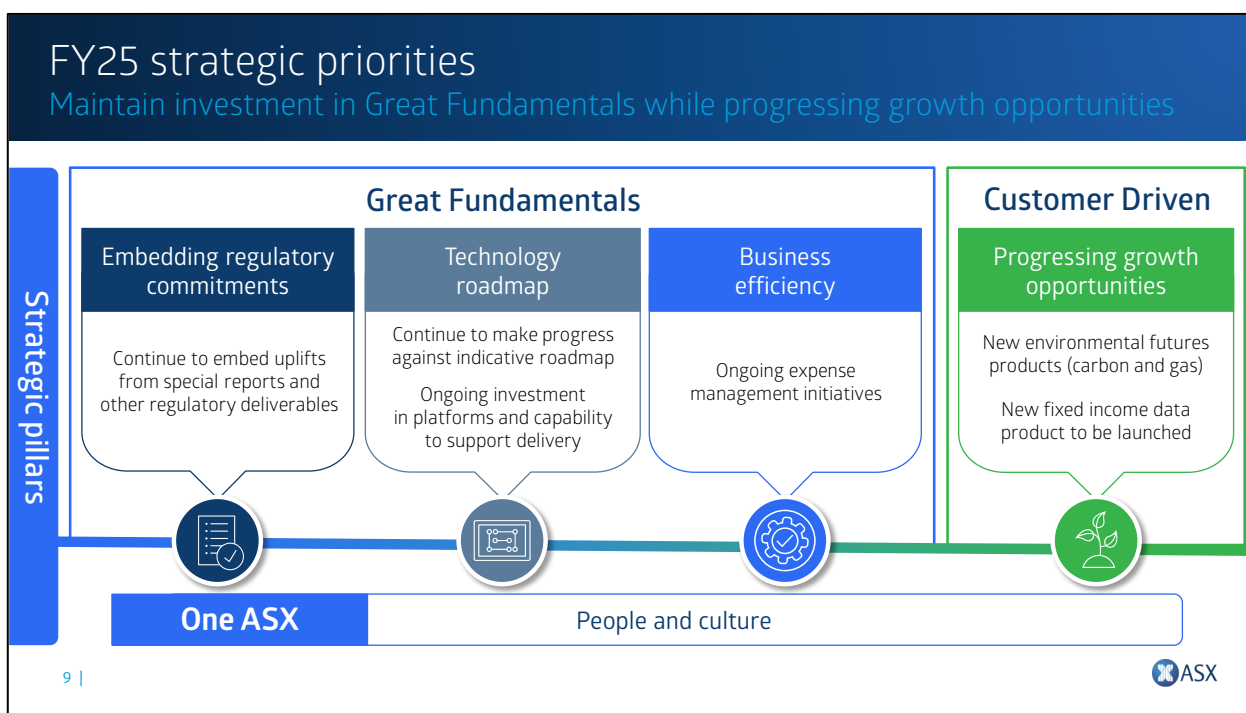 FY25 strategic priorities
Maintain investment in Great Fundamentals while progressing growth opportunities
Strategic pillars
Great Fundamentals
Embedding regulatory
commitments
Continue to embed uplifts
from special reports and
other regulatory deliverables
Technology
roadmap
Continue to make progress
against indicative roadmap
Ongoing investment
in platforms and capability
to support delivery
Business
efficiency
Ongoing expense
management initiatives
Customer Driven
Progressing growth
opportunities
New environmental futures
products (carbon and gas)
New fixed income data
product to be launched
One ASX
People and culture
9 |
ASX